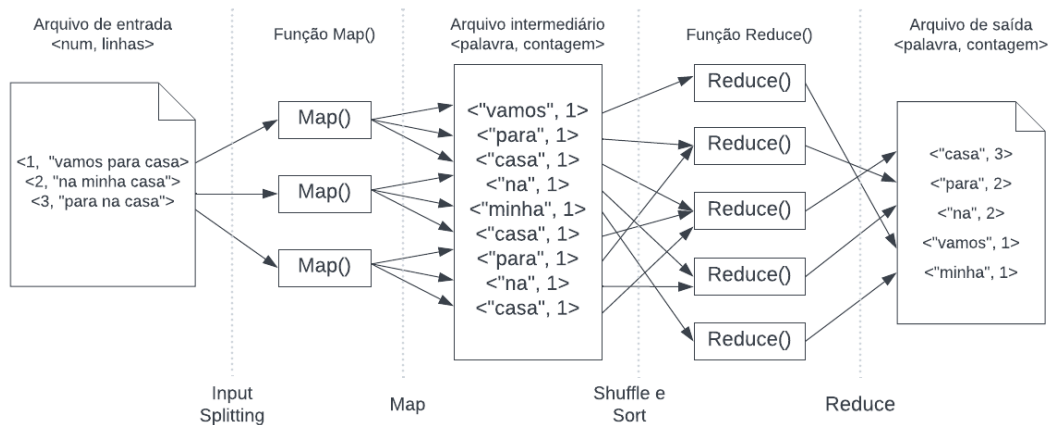 Arquivo de entrada
<num, linhas>
Função Map()
Arquivo intermediário
<palavra, contagem>
Função Reduce()
Arquivo de saída
<palavra, contagem>
<1, "vamos para casa>
<2, "na minha casa">
<3, "para na casa">
Map()
Map()
Map()
<"vamos", 1>
<"para", 1>
<"casa", 1>
<"na", 1>
<"minha", 1>
<"casa", 1>
<"para", 1>
<"na", 1>
<"casa", 1>
Reduce()
Reduce()
Reduce()
Reduce()
Reduce()
<"casa", 3>
<"para", 2>
<"na", 2>
<"vamos", 1>
<"minha", 1>
Input
Splitting
Map
Shuffle e
Sort
Reduce